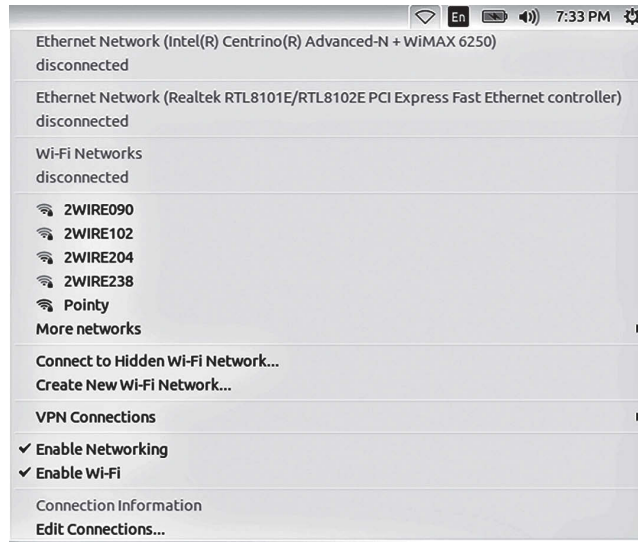 En 7:33 PM
Ethernet Network (Intel(R) Centrino(R) Advanced-N + WiMAX 6250)
disconnected
Ethernet Network (Realtek RTL8101E/RTL8102E PCI Express Fast Ethernet controller)
disconnected
Wi-Fi Networks
disconnected
2WIRE090
2WIRE102
2WIRE204
2WIRE238
Pointy
More networks
Connect to Hidden Wi-Fi Network...
Create New Wi-Fi Network...
VPN Connections
Enable Networking
Enable Wi-Fi
Connection Information
Edit Connections...